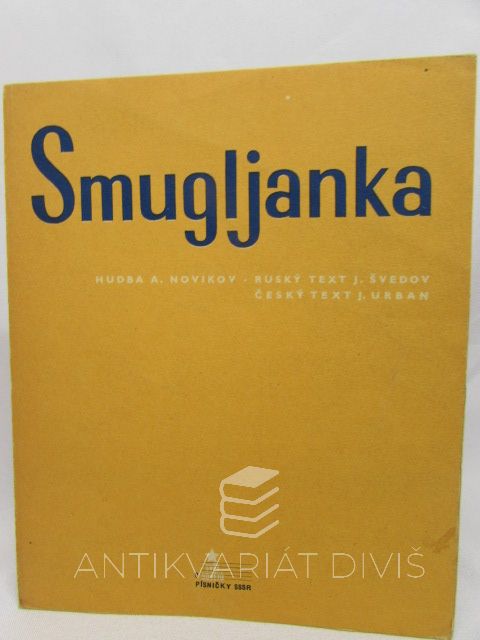 Smugljanka
HUDBA A. NOVIKOV · RUSKÝ TEXT J. ŠVEDOV
ČESKÝ TEXT J. URBAN
ANTIKVARIÁT DIVIŠ
PÍSNIČKY SSSR